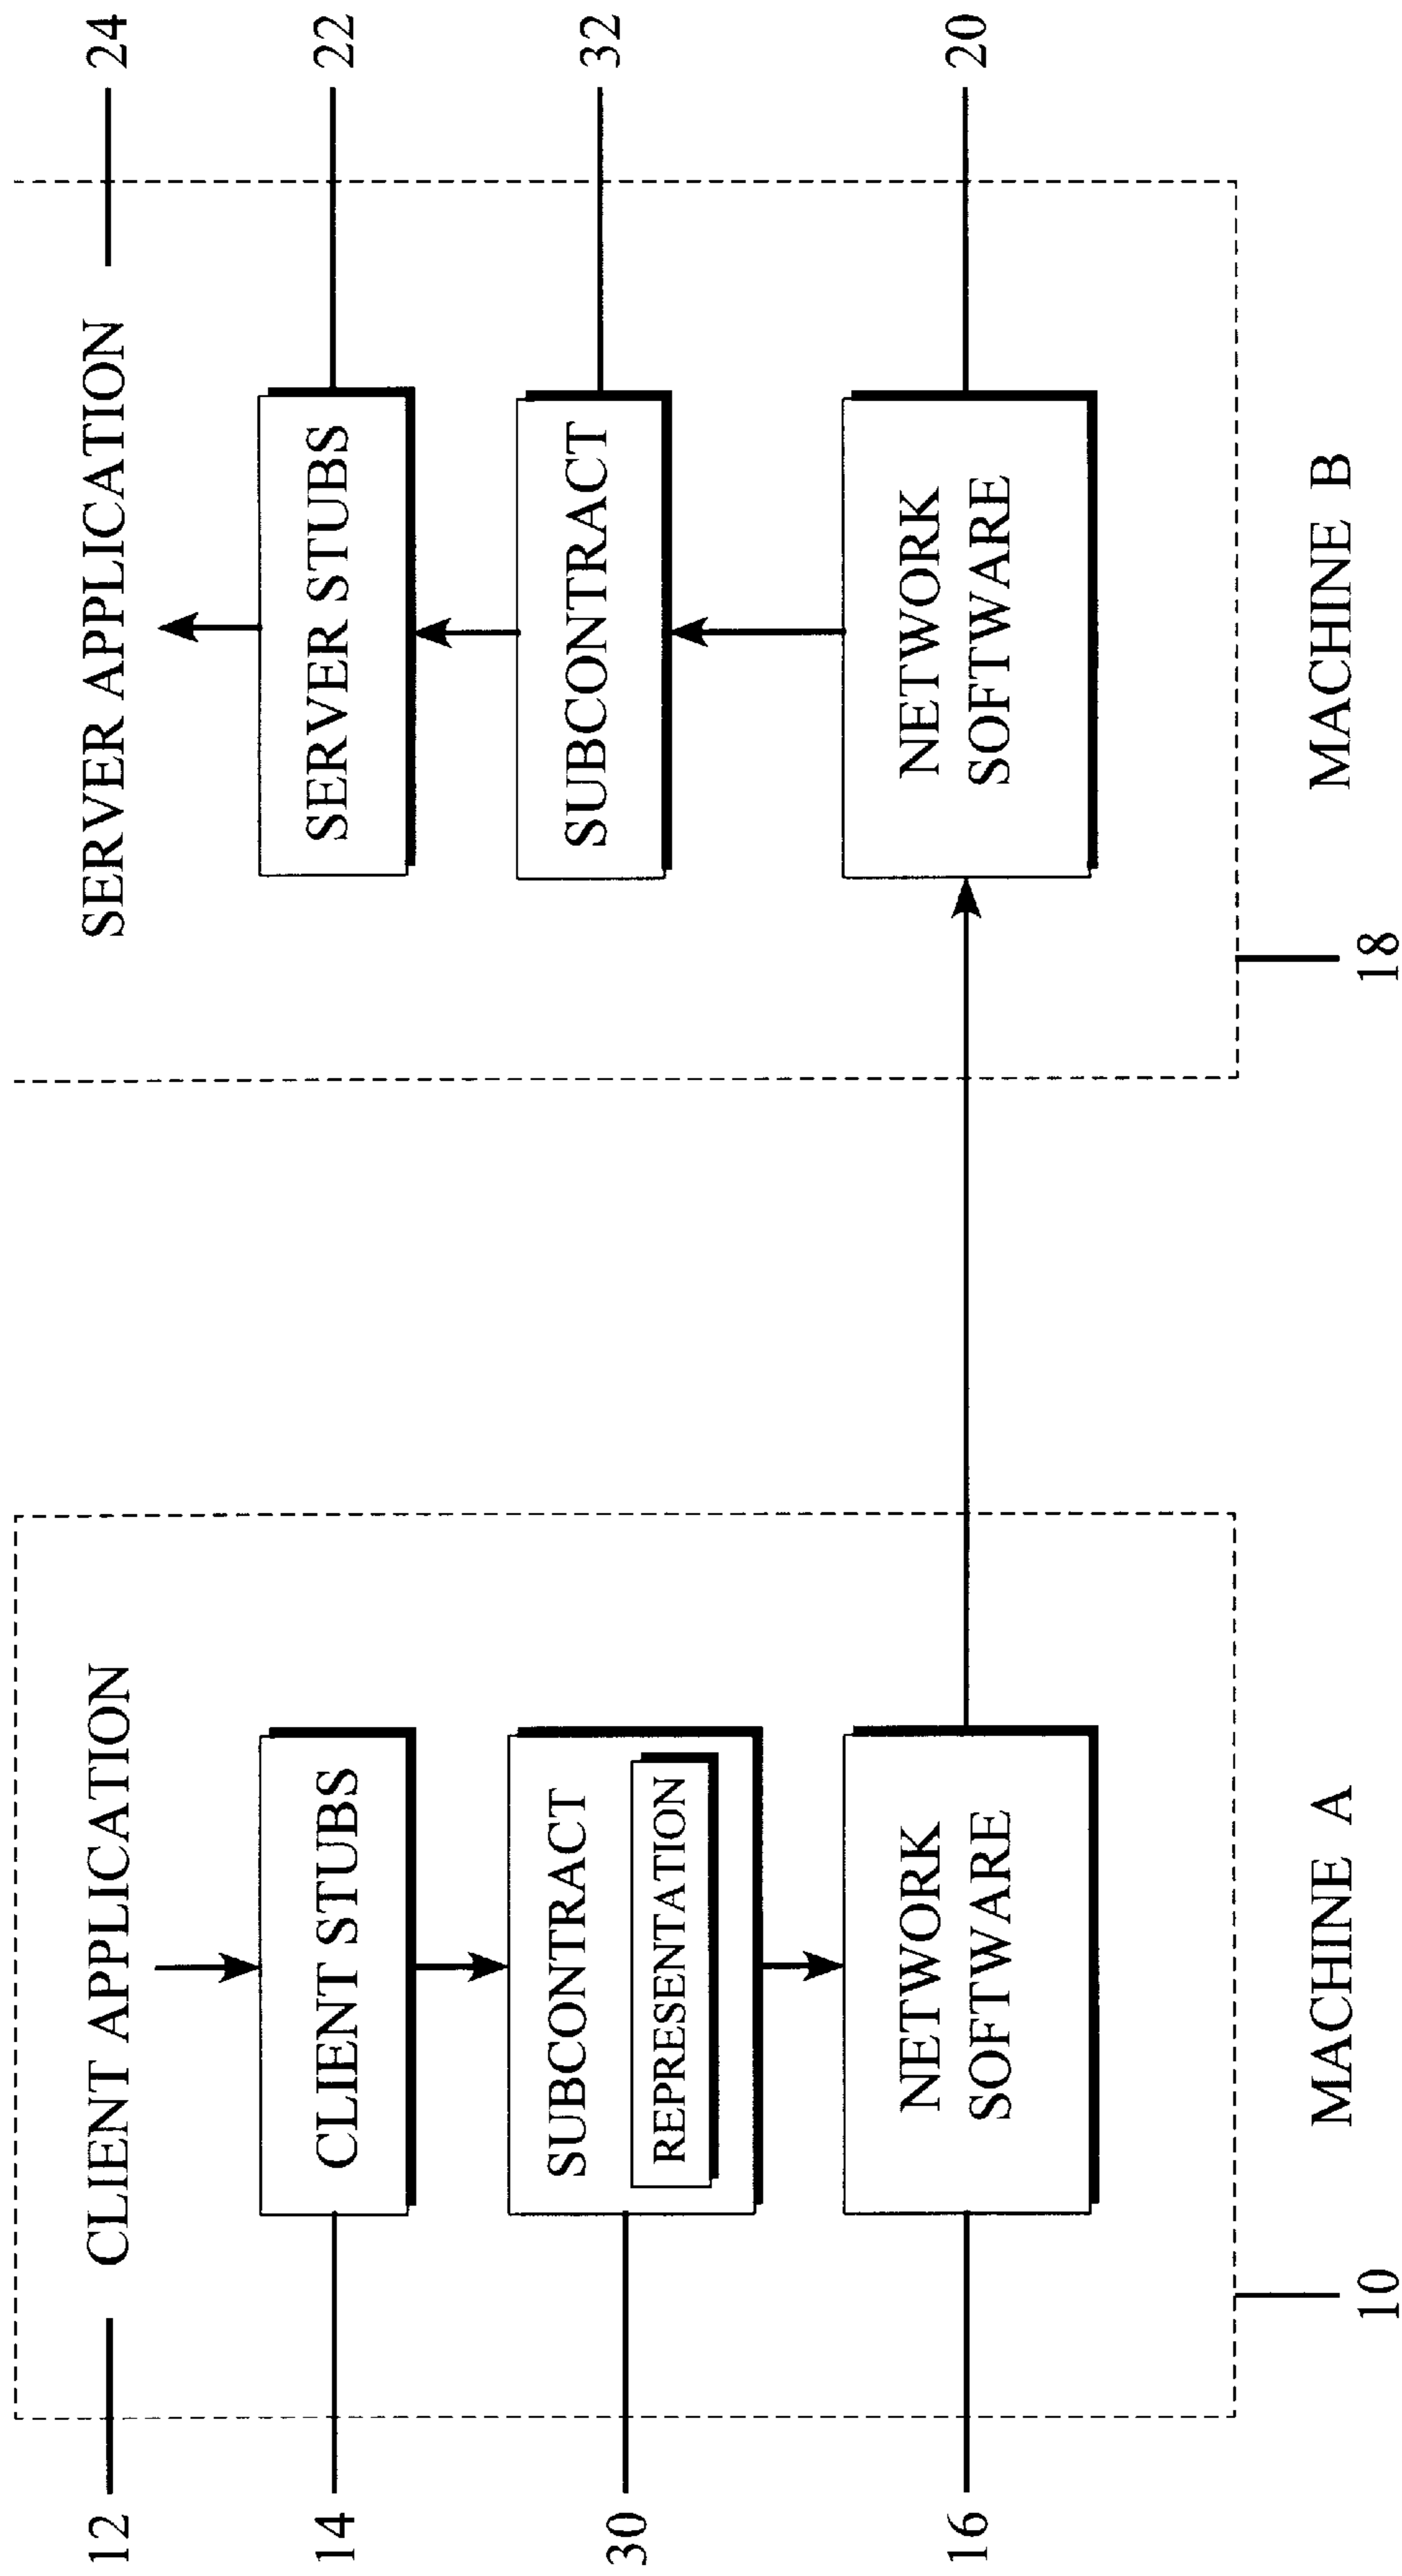 12
CLIENT APPLICATION
SERVER APPLICATION
24
14
CLIENT STUBS
SERVER STUBS
22
30
SUBCONTRACT
REPRESENTATION
SUBCONTRACT
32
16
NETWORK
SOFTWARE
NETWORK
SOFTWARE
20
MACHINE A
MACHINE B
10
18